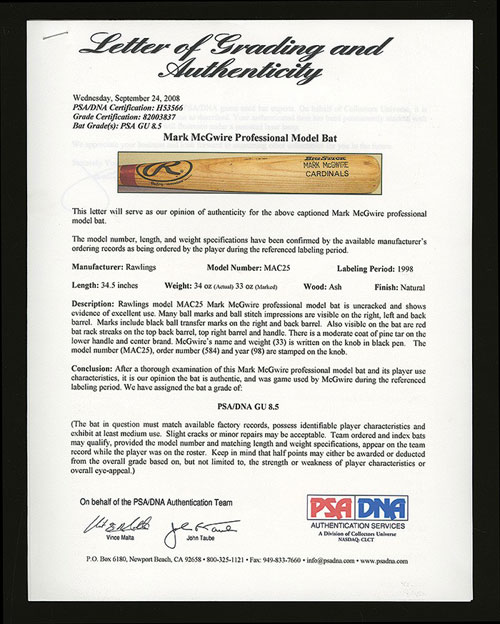 Letter of Grading and
Authenticity
Wednesday, September 24, 2008
PSA/DNA Certification: H53566
Grade Certification: 82003837
Bat Grade(s): PSA GU 8.5
Mark McGwire Professional Model Bat
R
Big Stick
MARK McGWIRE
CARDINALS
This letter will serve as our opinion of authenticity for the above captioned Mark McGwire professional
model bat.
The model number, length, and weight specifications have been confirmed by the available manufacturer's
ordering records as being ordered by the player during the referenced labeling period.
Manufacturer: Rawlings Model Number: MAC25 Labeling Period: 1998
Length: 34.5 inches Weight: 34 oz (Actual) 33 oz (Marked) Wood: Ash Finish: Natural
Description: Rawlings model MAC25 Mark McGwire professional model bat is uncracked and shows
evidence of excellent use. Many ball marks and ball stitch impressions are visible on the right, left and back
barrel. Marks include black ball transfer marks on the right and back barrel. Also visible on the bat are red
bat rack streaks on the top back barrel, top right barrel and handle. There is a moderate coat of pine tar on the
lower handle and center brand. McGwire's name and weight (33) is written on the knob in black pen. The
model number (MAC25), order number (584) and year (98) are stamped on the knob.
Conclusion: After a thorough examination of this Mark McGwire professional model bat and its player use
characteristics, it is our opinion the bat is authentic, and was game used by McGwire during the referenced
labeling period. We have assigned the bat a grade of:
PSA/DNA GU 8.5
(The bat in question must match available factory records, possess identifiable player characteristics and
exhibit at least medium use. Slight cracks or minor repairs may be acceptable. Team ordered and index bats
may qualify, provided the model number and matching length and weight specifications, appear on the team
record while the player was on the roster. Keep in mind that half points may either be awarded or deducted
from the overall grade based on, but not limited to, the strength or weakness of player characteristics or
overall eye-appeal.)
On behalf of the PSA/DNA Authentication Team
Vince Malta John Taube
PSA DNA
AUTHENTICATION SERVICES
A Division of Collectors Universe
NASDAQ: CLCT
P.O. Box 6180, Newport Beach, CA 92658 • 800-325-1121 • Fax: 949-833-7660 • info@psadna.com • www.psadna.com